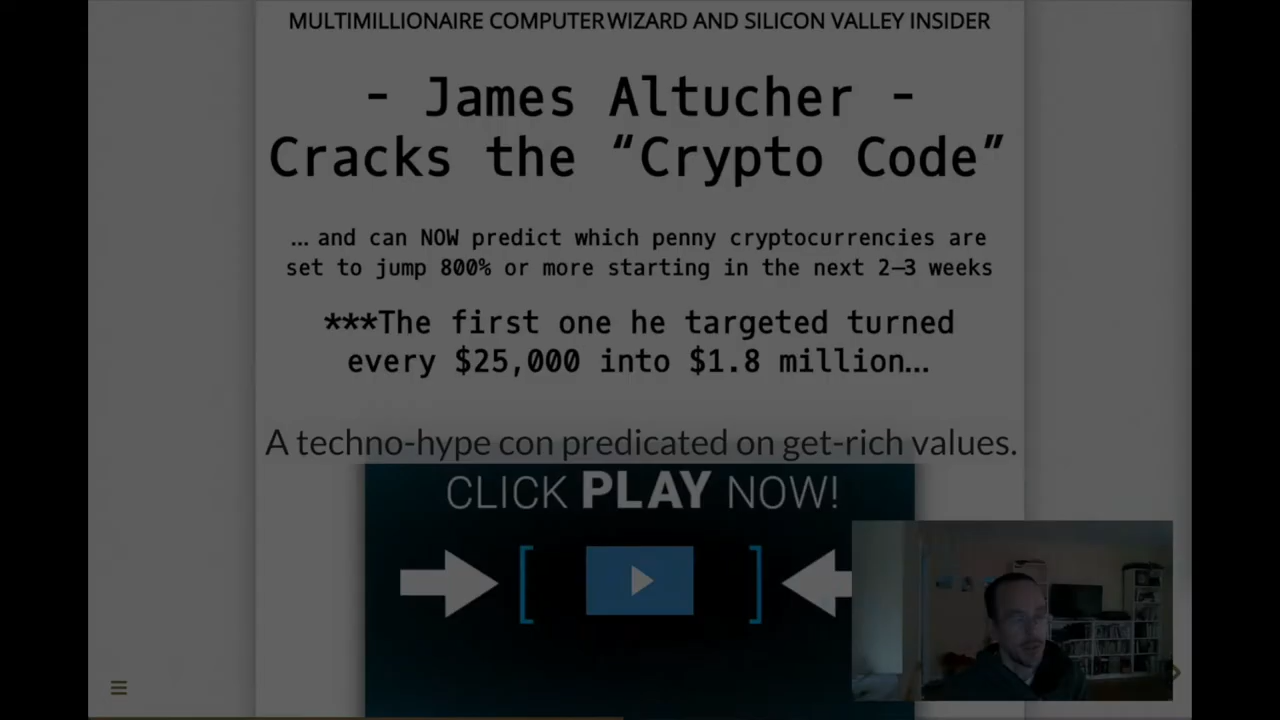 MULTIMILLIONAIRE COMPUTER WIZARD AND SILICON VALLEY INSIDER
- James Altucher -
Cracks the “Crypto Code”
... and can NOW predict which penny cryptocurrencies are
set to jump 800% or more starting in the next 2–3 weeks
***The first one he targeted turned
every $25,000 into $1.8 million...
A techno-hype con predicated on get-rich values.
CLICK PLAY NOW!